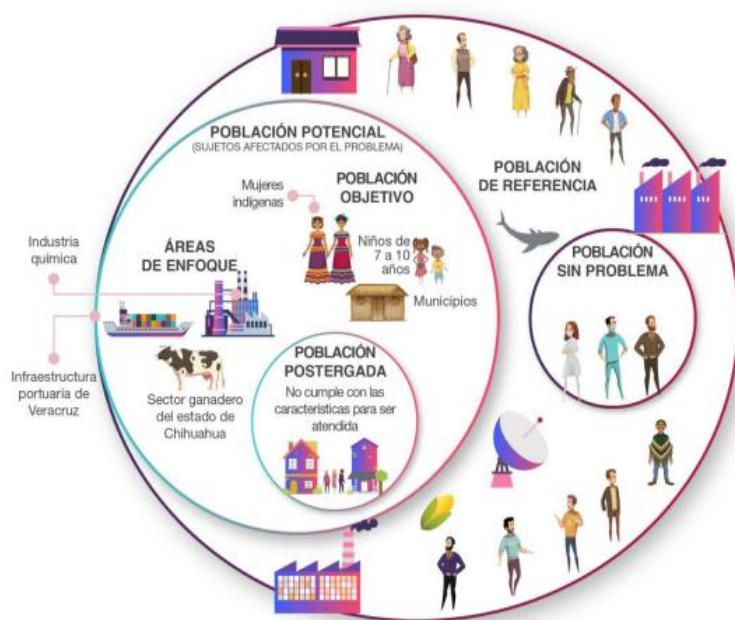 POBLACIÓN POTENCIAL
(SUJETOS AFECTADOS POR EL PROBLEMA)
POBLACIÓN
OBJETIVO
Mujeres
indígenas
Niños de
7 a 10
años
Municipios
ÁREAS
DE ENFOQUE
Industria
química
Infraestructura
portuaria de
Veracruz
Sector ganadero
del estado de
Chihuahua
POBLACIÓN
POSTERGADA
No cumple con las
características para ser
atendida
POBLACIÓN
DE REFERENCIA
POBLACIÓN
SIN PROBLEMA